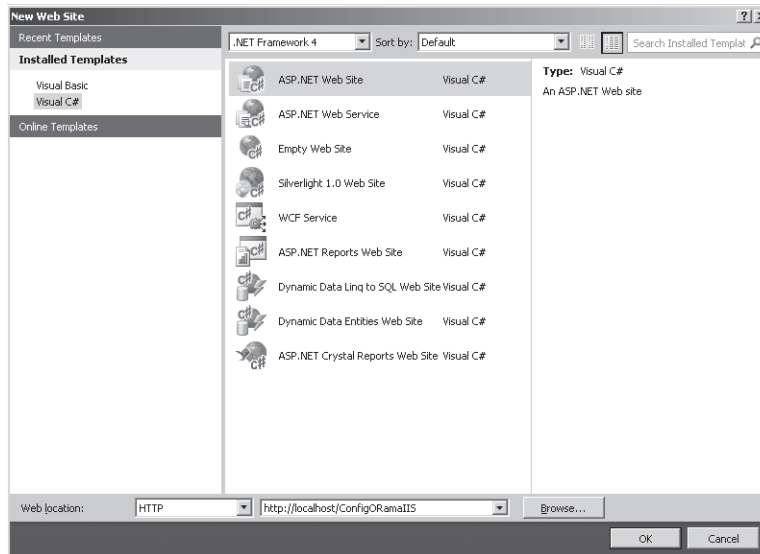 New Web Site
Recent Templates
Installed Templates
Visual Basic
Visual C#
Online Templates
.NET Framework 4 Sort by: Default Search Installed Templat
ASP.NET Web Site Visual C#
ASP.NET Web Service Visual C#
Empty Web Site Visual C#
Silverlight 1.0 Web Site Visual C#
WCF Service Visual C#
ASP.NET Reports Web Site Visual C#
Dynamic Data Linq to SQL Web Site Visual C#
Dynamic Data Entities Web Site Visual C#
ASP.NET Crystal Reports Web Site Visual C#
Type: Visual C#
An ASP.NET Web site
Web location: HTTP http://localhost/ConfigORamaIIS Browse...
OK Cancel